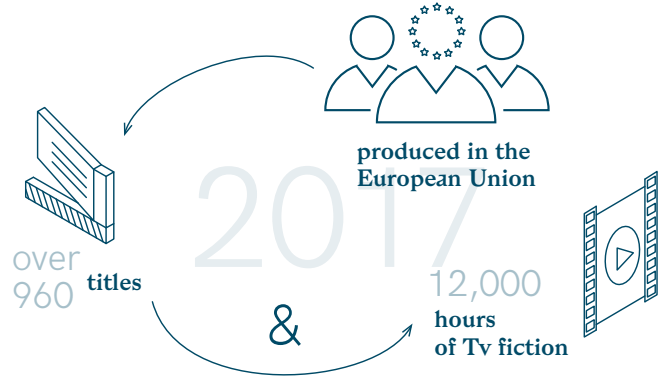 produced in the
European Union
2017
over
960 titles
&
12,000
hours
of Tv fiction